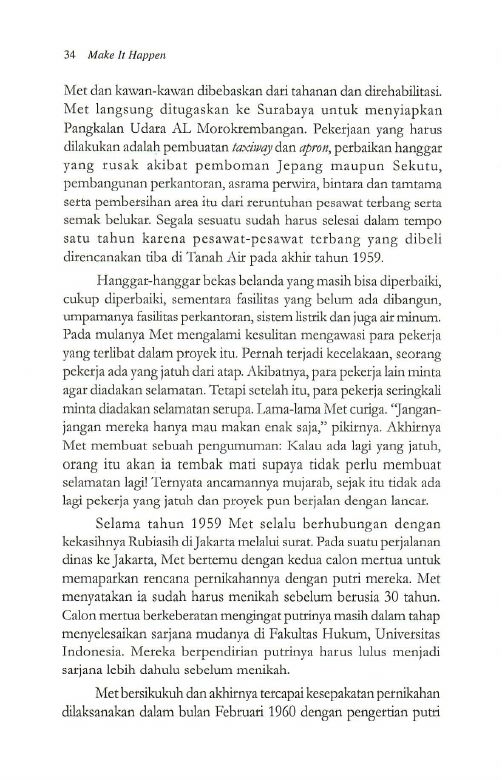 34 Make It Happen
Met dan kawan-kawan dibebaskan dari tahanan dan direhabilitasi.
Met langsung ditugaskan ke Surabaya untuk menyiapkan
Pangkalan Udara AL Morokrembangan. Pekerjaan yang harus
dilakukan adalah pembuatan taxiway dan apron, perbaikan hanggar
yang rusak akibat pemboman Jepang maupun Sekutu,
pembangunan perkantoran, asrama perwira, bintara dan tamtama
serta pembersihan area itu dari reruntuhan pesawat terbang serta
semak belukar. Segala sesuatu sudah harus selesai dalam tempo
satu tahun karena pesawat-pesawat terbang yang dibeli
direncanakan tiba di Tanah Air pada akhir tahun 1959.
Hanggar-hanggar bekas belanda yang masih bisa diperbaiki,
cukup diperbaiki, sementara fasilitas yang belum ada dibangun,
umpamanya fasilitas perkantoran, sistem listrik dan juga air minum.
Pada mulanya Met mengalami kesulitan mengawasi para pekerja
yang terlibat dalam proyek itu. Pernah terjadi kecelakaan, seorang
pekerja ada yang jatuh dari atap. Akibatnya, para pekerja lain minta
agar diadakan selamatan. Tetapi setelah itu, para pekerja seringkali
minta diadakan selamatan serupa. Lama-lama Met curiga. “Jangan-
jangan mereka hanya mau makan enak saja,” pikirnya. Akhirnya
Met membuat sebuah pengumuman: Kalau ada lagi yang jatuh,
orang itu akan ia tembak mati supaya tidak perlu membuat
selamatan lagi! Ternyata ancamannya mujarab, sejak itu tidak ada
lagi pekerja yang jatuh dan proyek pun berjalan dengan lancar.
Selama tahun 1959 Met selalu berhubungan dengan
kekasihnya Rubiasih di Jakarta melalui surat. Pada suatu perjalanan
dinas ke Jakarta, Met bertemu dengan kedua calon mertua untuk
memaparkan rencana pernikahannya dengan putri mereka. Met
menyatakan ia sudah harus menikah sebelum berusia 30 tahun.
Calon mertua berkeberatan mengingat putrinya masih dalam tahap
menyelesaikan sarjana mudanya di Fakultas Hukum, Universitas
Indonesia. Mereka berpendirian putrinya harus lulus menjadi
sarjana lebih dahulu sebelum menikah.
Met bersikukuh dan akhirnya tercapai kesepakatan pernikahan
dilaksanakan dalam bulan Februari 1960 dengan pengertian putri